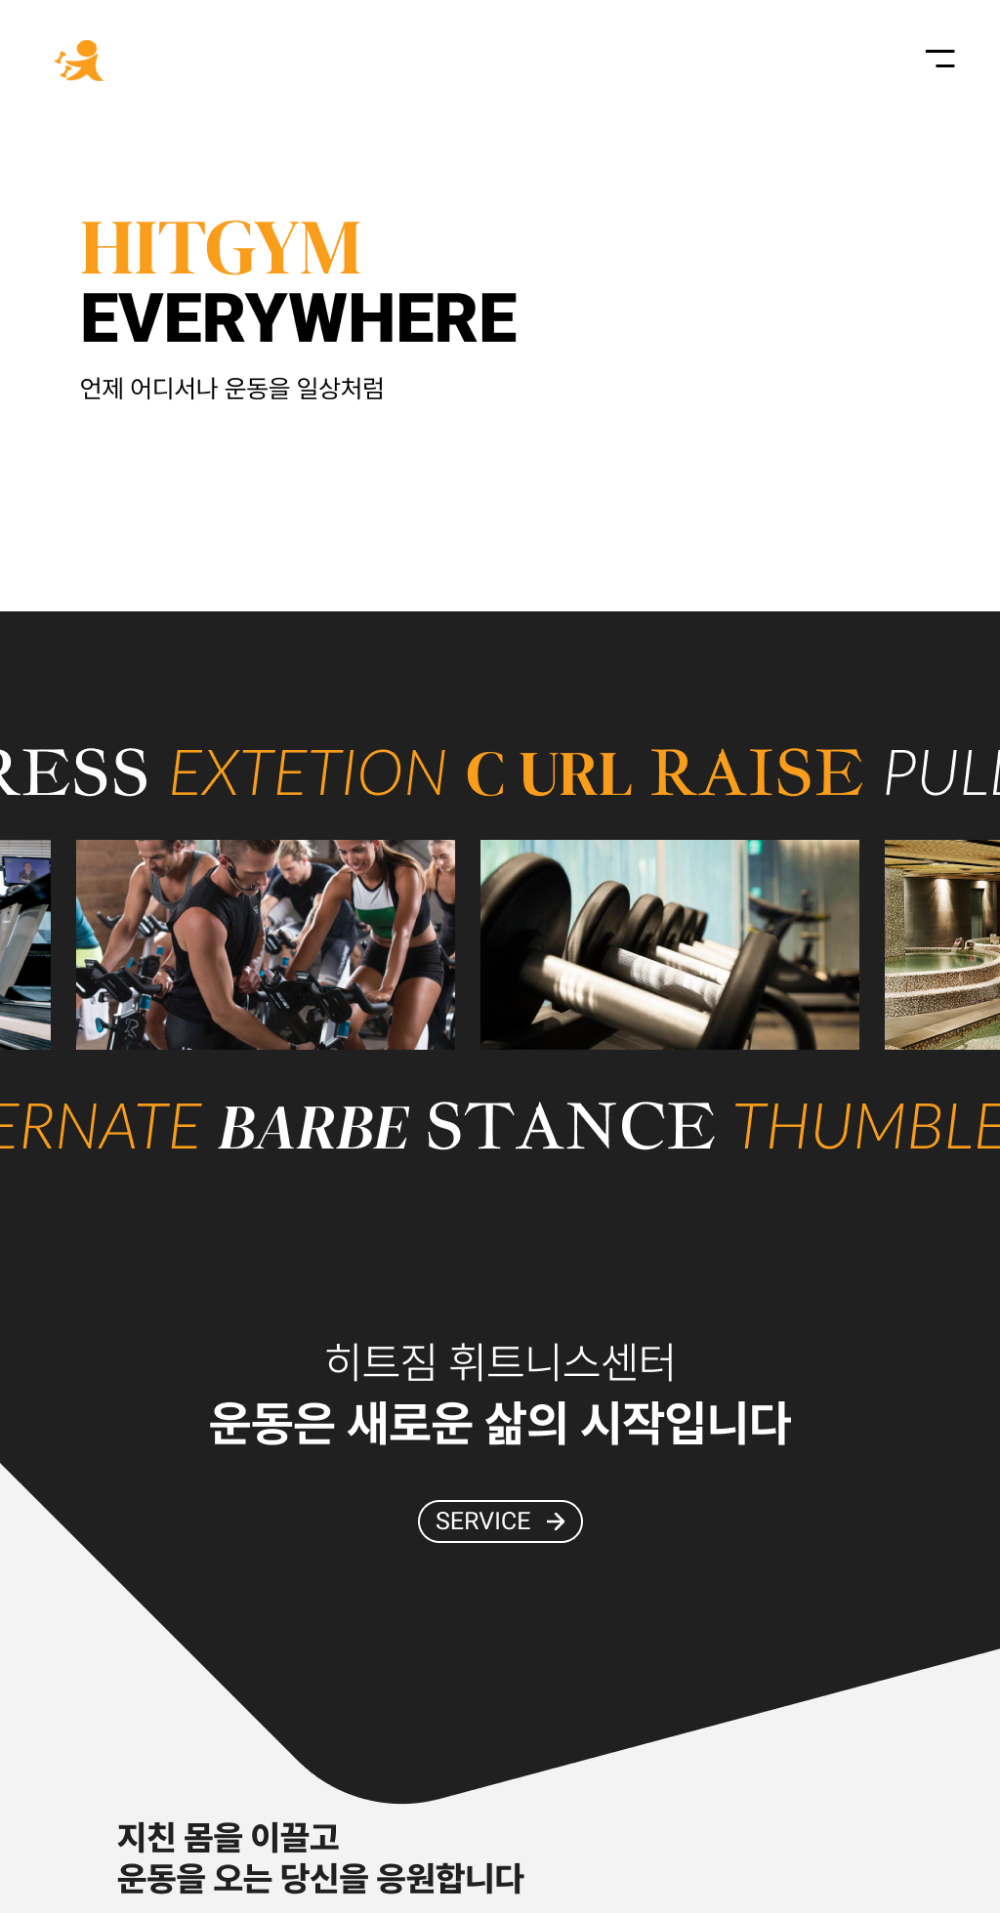 HITGYM
EVERYWHERE
언제 어디서나 운동을 일상처럼
RESS EXTETION C URL RAISE PULL
ERNATE BARBE STANCE THUMBLE
히트짐 휘트니스센터
운동은 새로운 삶의 시작입니다
SERVICE →
지친 몸을 이끌고
운동을 오는 당신을 응원합니다